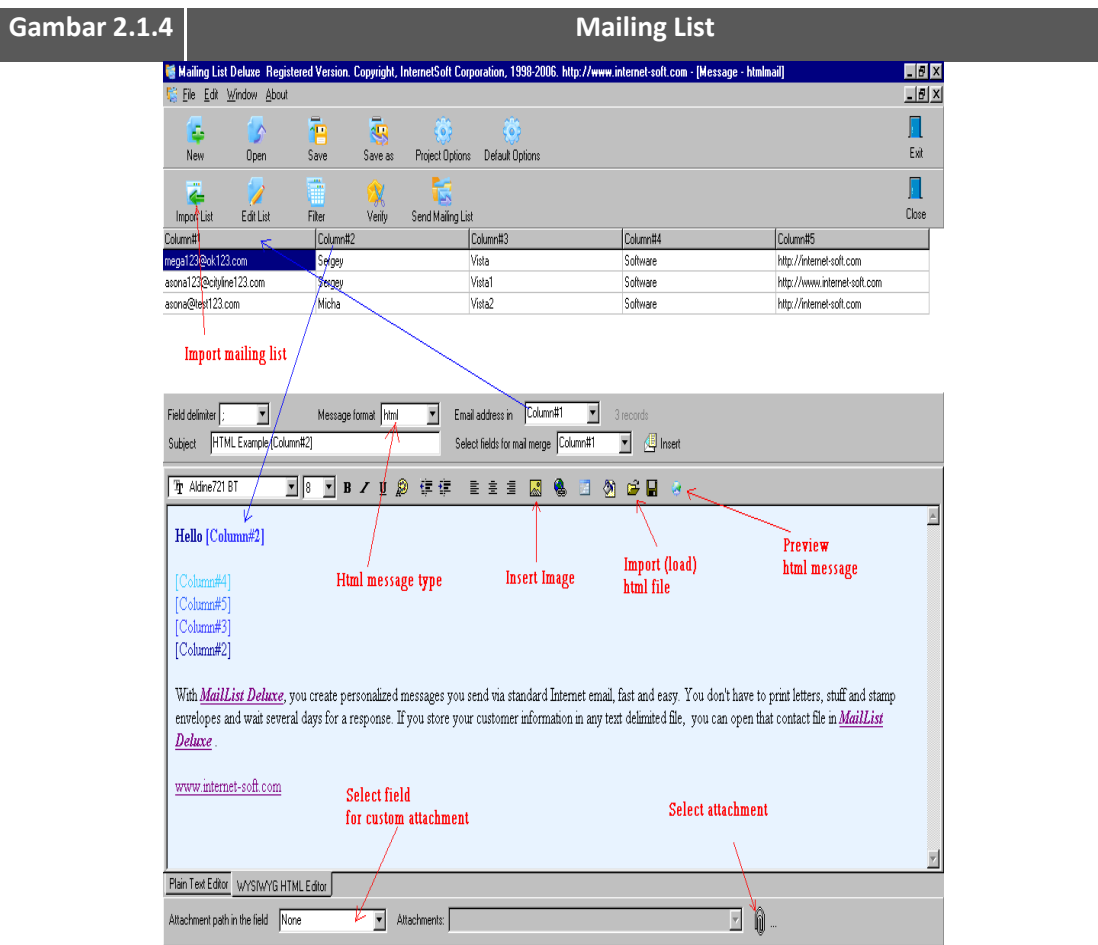 Gambar 2.1.4 Mailing List
Mailing List Deluxe Registered Version. Copyright, InternetSoft Corporation, 1998-2006. http://www.internet-soft.com - [Message - htmlmail]
File Edit Window About
New Open Save Save as Project Options Default Options Exit
Import List Edit List Filter Verify Send Mailing List Close
Column#1 Column#2 Column#3 Column#4 Column#5
mega123@ok123.com Sergey Vista Software http://internet-soft.com
asona123@cityline123.com Sergey Vista1 Software http://www.internet-soft.com
asona@test123.com Micha Vista2 Software http://internet-soft.com
Import mailing list
Field delimiter ; Message format html Email address in Column#1 3 records
Subject HTML Example[Column#2] Select fields for mail merge Column#1 Insert
Aldine721 BT 8 B I U
Hello [Column#2]
Html message type
Insert Image
Import (load)
html file
Preview
html message
[Column#4]
[Column#5]
[Column#3]
[Column#2]
With MailList Deluxe, you create personalized messages you send via standard Internet email, fast and easy. You don't have to print letters, stuff and stamp
envelopes and wait several days for a response. If you store your customer information in any text delimited file, you can open that contact file in MailList
Deluxe .
www.internet-soft.com
Select field
for custom attachment
Select attachment
Plain Text Editor WYSIWYG HTML Editor
Attachment path in the field None Attachments: ...